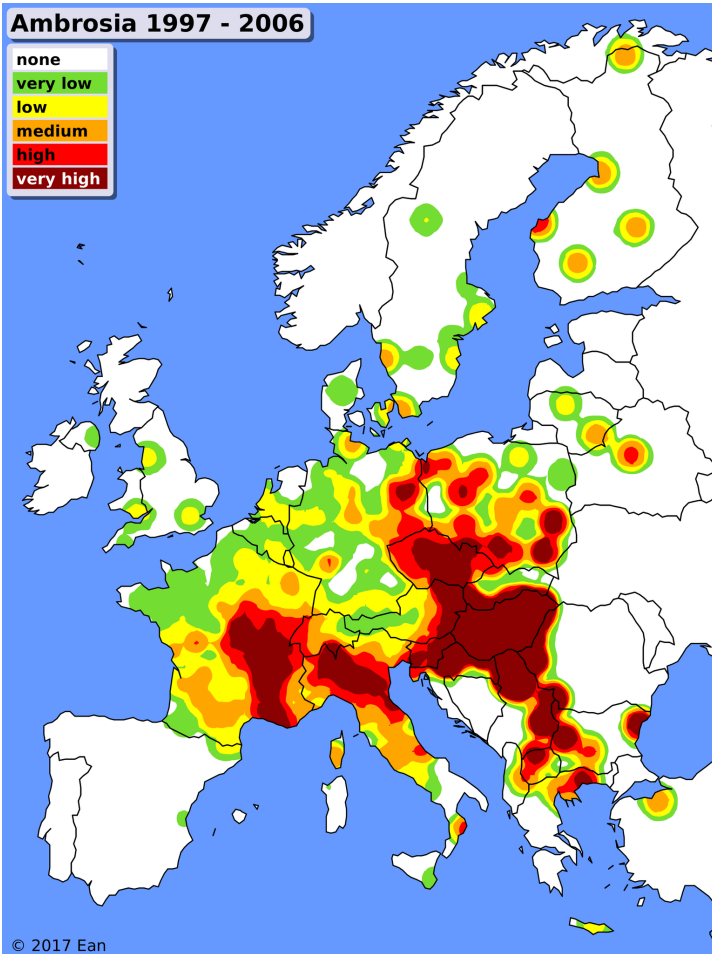 Ambrosia 1997 - 2006
none
very low
low
medium
high
very high
© 2017 Ean